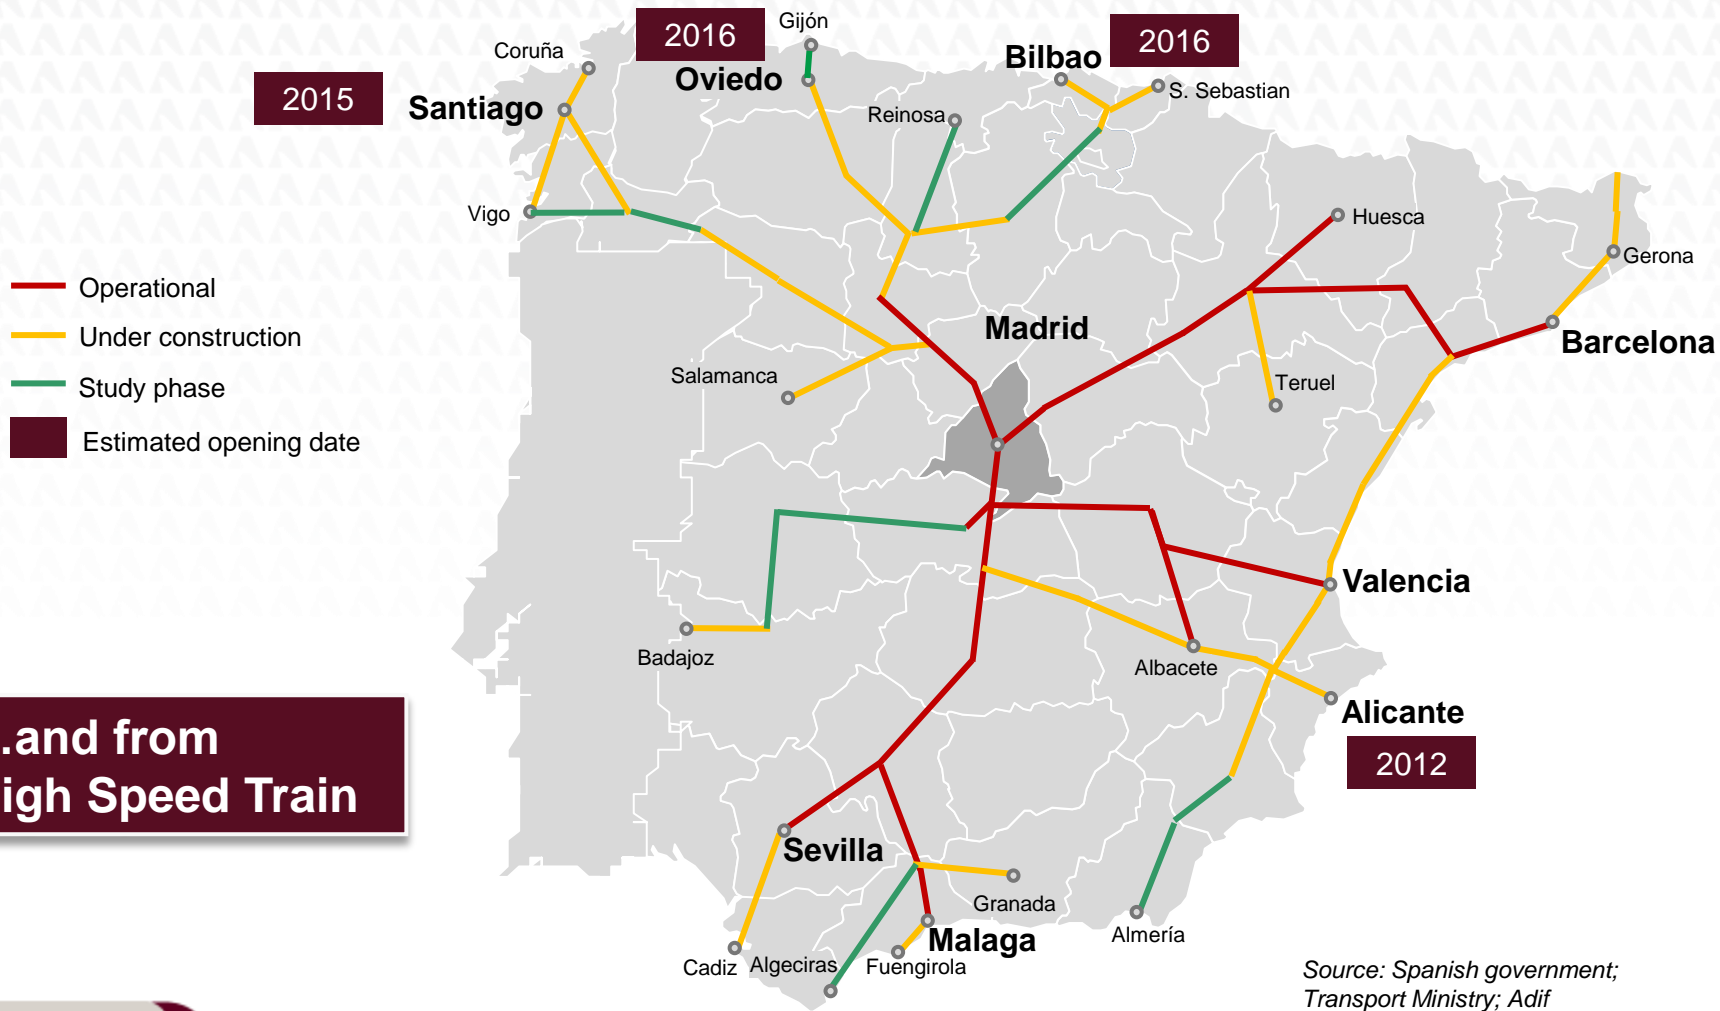 Gijón
2016
2016
Coruña
Bilbao
Oviedo
S. Sebastian
2015
Santiago
Reinosa
Vigo
Huesca
Gerona
Operational
Madrid
Under construction
Barcelona
Salamanca
Teruel
Study phase
Estimated opening date
Valencia
Badajoz
Albacete
Alicante
.and from
2012
igh Speed Train
Sevilla
Granada
Malaga
Almería
Cadiz
Algeciras
Fuengirola
Source: Spanish government;
Transport Ministry; Adif